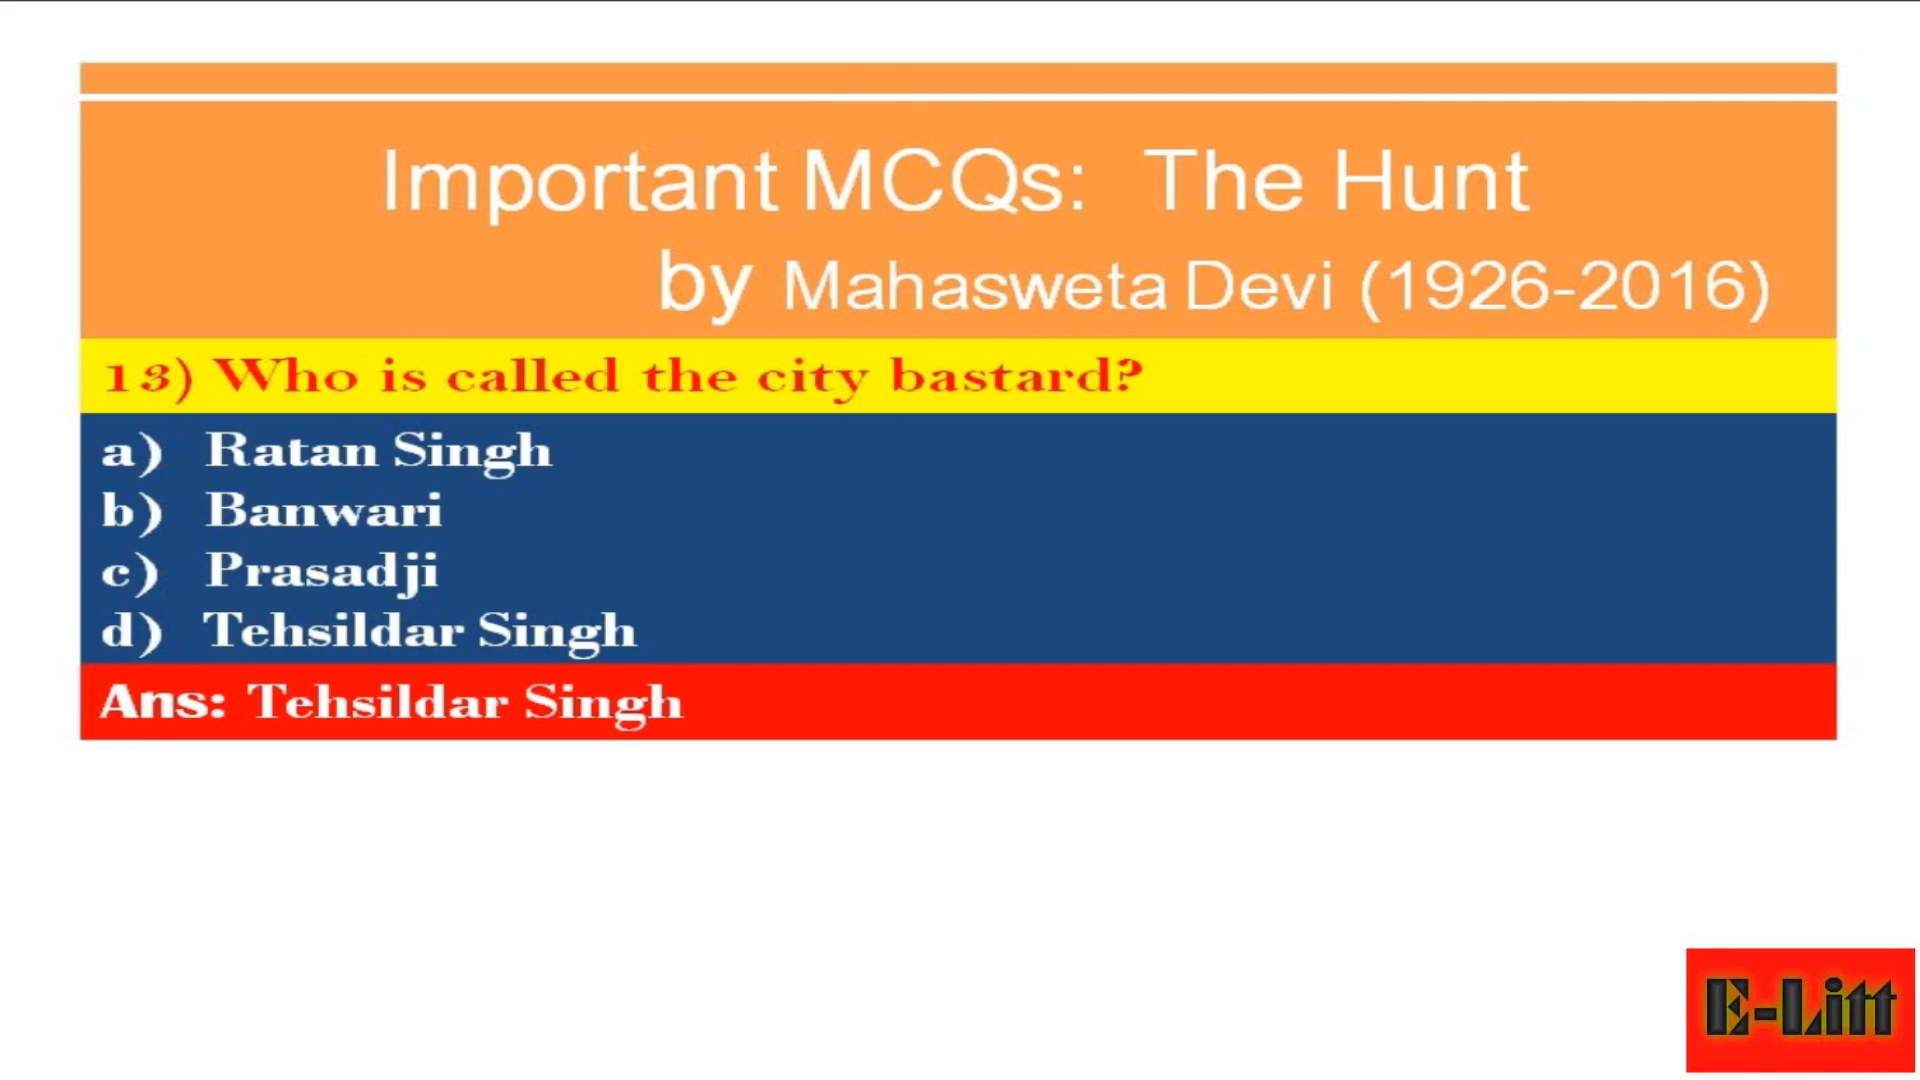 Important MCQs: The Hunt
by Mahasweta Devi (1926-2016)
13) Who is called the city bastard?
a) Ratan Singh
b) Banwari
c) Prasadji
d) Tehsildar Singh
Ans: Tehsildar Singh
E-Litt